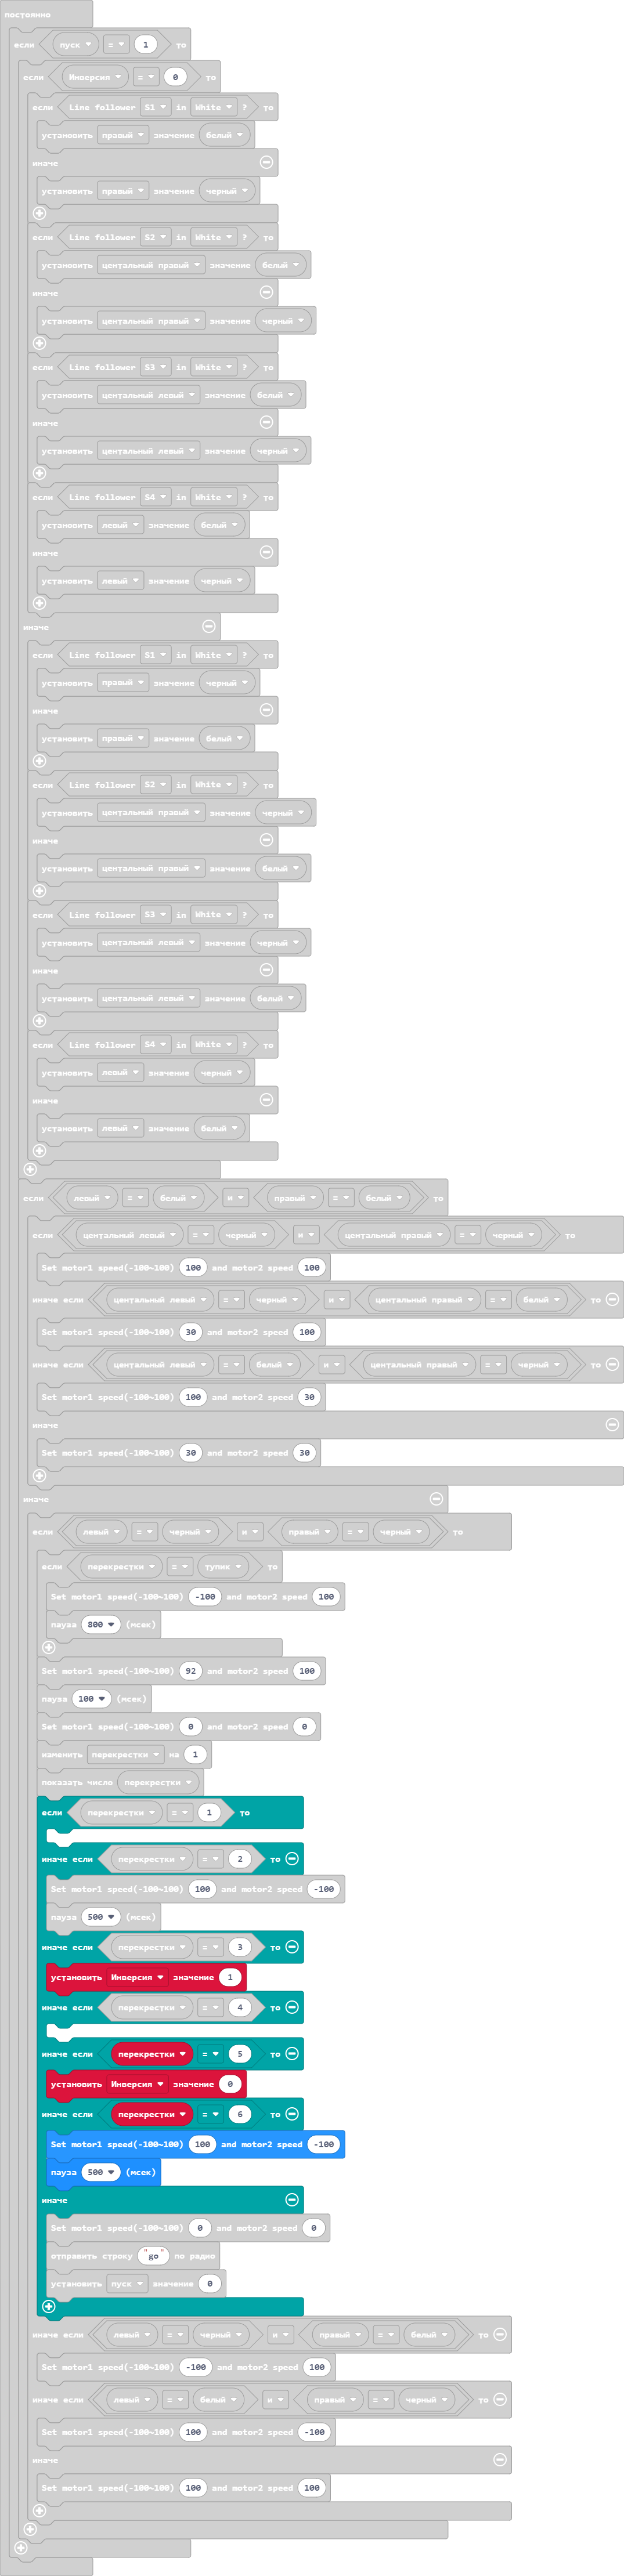 постоянно
если пуск = 1 то
если Инверсия = 0 то
если Line follower S1 in White ? то
установить правый значение белый
иначе
установить правый значение черный
если Line follower S2 in White ? то
установить центральный правый значение белый
иначе
установить центральный правый значение черный
если Line follower S3 in White ? то
установить центральный левый значение белый
иначе
установить центральный левый значение черный
если Line follower S4 in White ? то
установить левый значение белый
иначе
установить левый значение черный
иначе
если Line follower S1 in White ? то
установить правый значение черный
иначе
установить правый значение белый
если Line follower S2 in White ? то
установить центральный правый значение черный
иначе
установить центральный правый значение белый
если Line follower S3 in White ? то
установить центральный левый значение черный
иначе
установить центральный левый значение белый
если Line follower S4 in White ? то
установить левый значение черный
иначе
установить левый значение белый
если левый = белый и правый = белый то
если центральный левый = черный и центральный правый = черный то
Set motor1 speed(-100~100) 100 and motor2 speed 100
иначе если центральный левый = черный и центральный правый = белый то
Set motor1 speed(-100~100) 30 and motor2 speed 100
иначе если центральный левый = белый и центральный правый = черный то
Set motor1 speed(-100~100) 100 and motor2 speed 30
иначе
Set motor1 speed(-100~100) 30 and motor2 speed 30
иначе
если левый = черный и правый = черный то
если перекрестки = тупик то
Set motor1 speed(-100~100) -100 and motor2 speed 100
пауза 800 (мсек)
Set motor1 speed(-100~100) 92 and motor2 speed 100
пауза 100 (мсек)
Set motor1 speed(-100~100) 0 and motor2 speed 0
изменить перекрестки на 1
показать число перекрестки
если перекрестки = 1 то
иначе если перекрестки = 2 то
Set motor1 speed(-100~100) 100 and motor2 speed -100
пауза 500 (мсек)
иначе если перекрестки = 3 то
установить Инверсия значение 1
иначе если перекрестки = 4 то
иначе если перекрестки = 5 то
установить Инверсия значение 0
иначе если перекрестки = 6 то
Set motor1 speed(-100~100) 100 and motor2 speed -100
пауза 500 (мсек)
иначе
Set motor1 speed(-100~100) 0 and motor2 speed 0
отправить строку "go" по радио
установить пуск значение 0
иначе если левый = черный и правый = белый то
Set motor1 speed(-100~100) -100 and motor2 speed 100
иначе если левый = белый и правый = черный то
Set motor1 speed(-100~100) 100 and motor2 speed -100
иначе
Set motor1 speed(-100~100) 100 and motor2 speed 100